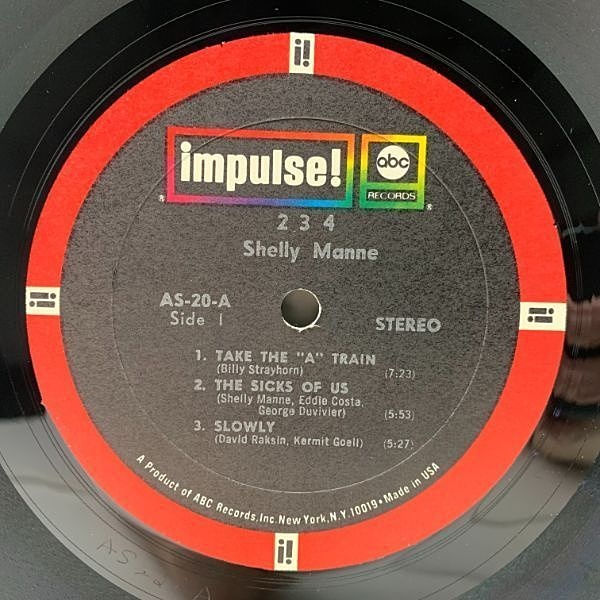 i!
impulse! abc
RECORDS
® ®
2 3 4
Shelly Manne
AS-20-A
Side 1
STEREO
1. TAKE THE "A" TRAIN
(Billy Strayhorn) (7:23)
2. THE SICKS OF US
(Shelly Manne, Eddie Costa,
George Duvivier) (5:53)
3. SLOWLY
(David Raksin, Kermit Goell) (5:27)
A Product of ABC Records, Inc. New York, N.Y. 10019 • Made in USA
i!
i!
i!